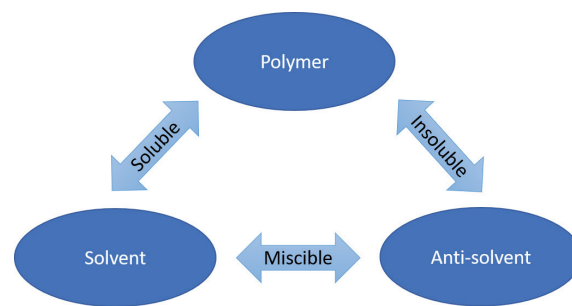 Polymer
Soluble
Insoluble
Solvent
Miscible
Anti-solvent